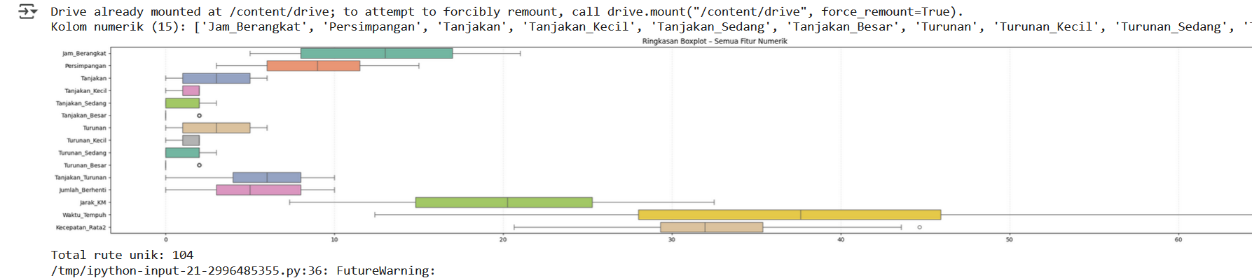 Drive already mounted at /content/drive; to attempt to forcibly remount, call drive.mount("/content/drive", force_remount=True).
Kolom numerik (15): ['Jam_Berangkat', 'Persimpangan', 'Tanjakan', 'Tanjakan_Kecil', 'Tanjakan_Sedang', 'Tanjakan_Besar', 'Turunan', 'Turunan_Kecil', 'Turunan_Sedang',
Ringkasan Boxplot – Semua Fitur Numerik
Jam_Berangkat
Persimpangan
Tanjakan
Tanjakan_Kecil
Tanjakan_Sedang
Tanjakan_Besar
Turunan
Turunan_Kecil
Turunan_Sedang
Turunan_Besar
Tanjakan_Turunan
Jumlah_Berhenti
Jarak_KM
Waktu_Tempuh
Kecepatan_Rata2
0 10 20 30 40 50 60
Total rute unik: 104
/tmp/ipython-input-21-2996485355.py:36: FutureWarning: